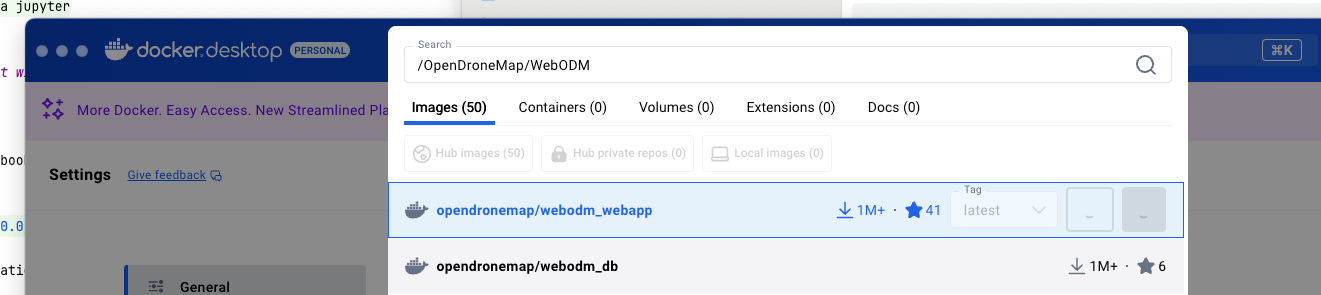 a jupyter
docker.desktop PERSONAL
⌘K
Search
/OpenDroneMap/WebODM
t w
Images (50) Containers (0) Volumes (0) Extensions (0) Docs (0)
More Docker. Easy Access. New Streamlined Pla
Hub images (50) Hub private repos (0) Local images (0)
boo
Settings Give feedback
Tag
opendronemap/webodm_webapp 1M+ · 41 latest
0.0
opendronemap/webodm_db 1M+ · 6
atic
General